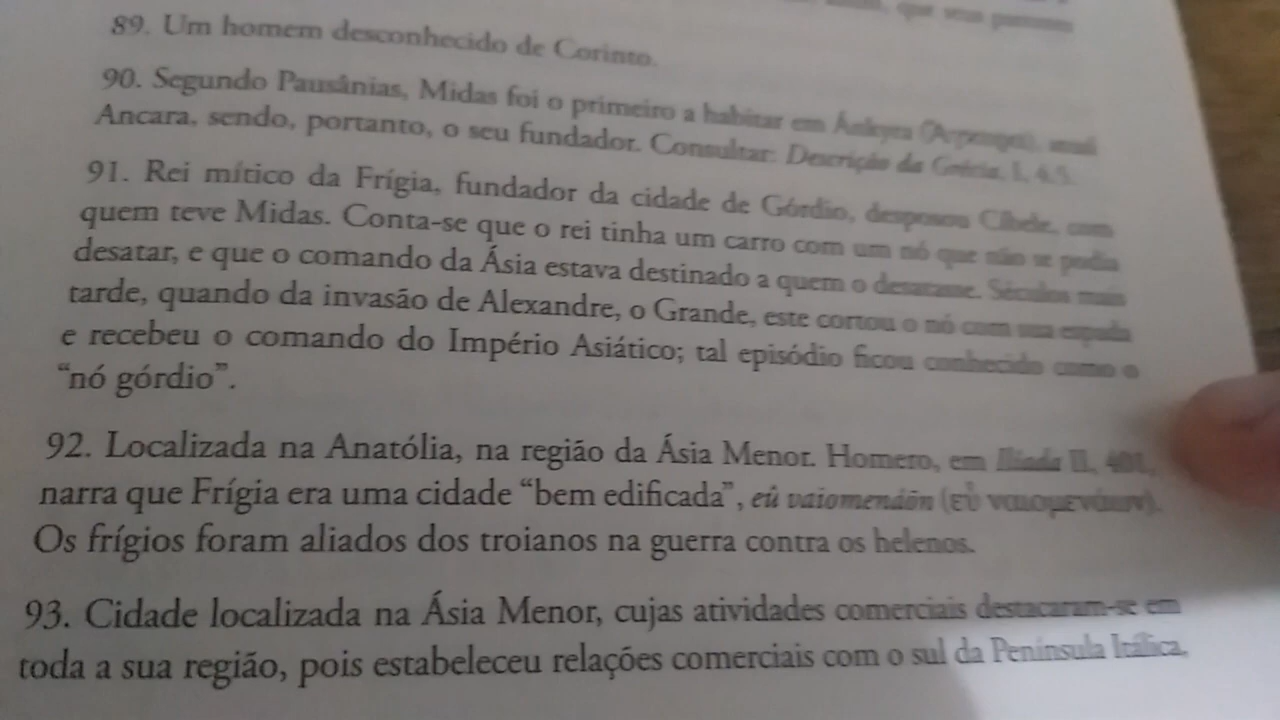 que seus
89. Um homem desconhecido de Corinto.
90. Segundo Pausânias, Midas foi o primeiro a habitar em Ánkyra
Ancara, sendo, portanto, o seu fundador. Consultar: Descrição da Grécia, I, 4.5.
91. Rei mítico da Frígia, fundador da cidade de Górdio, desposou Cíbele, com
quem teve Midas. Conta-se que o rei tinha um carro com um nó que não se podia
desatar, e que o comando da Ásia estava destinado a quem o desatasse. Séculos mais
tarde, quando da invasão de Alexandre, o Grande, este cortou o nó com sua espada
e recebeu o comando do Império Asiático; tal episódio ficou conhecido como o
“nó górdio”.
92. Localizada na Anatólia, na região da Ásia Menor. Homero, em Ilíada II,
narra que Frígia era uma cidade “bem edificada”, eû vaiomenáōn
Os frígios foram aliados dos troianos na guerra contra os helenos.
93. Cidade localizada na Ásia Menor, cujas atividades comerciais destacaram-se em
toda a sua região, pois estabeleceu relações comerciais com o sul da Península Itálica,